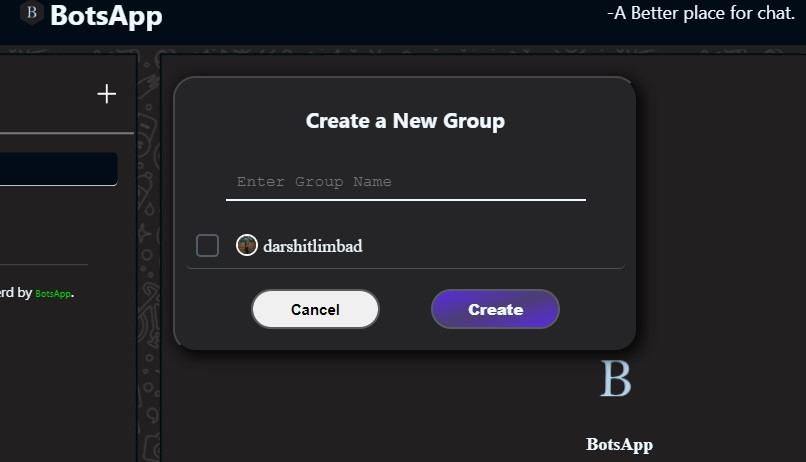 B BotsApp
-A Better place for chat.
Create a New Group
Enter Group Name
darshitlimbad
Cancel
Create
rd by BotsApp.
B
BotsApp